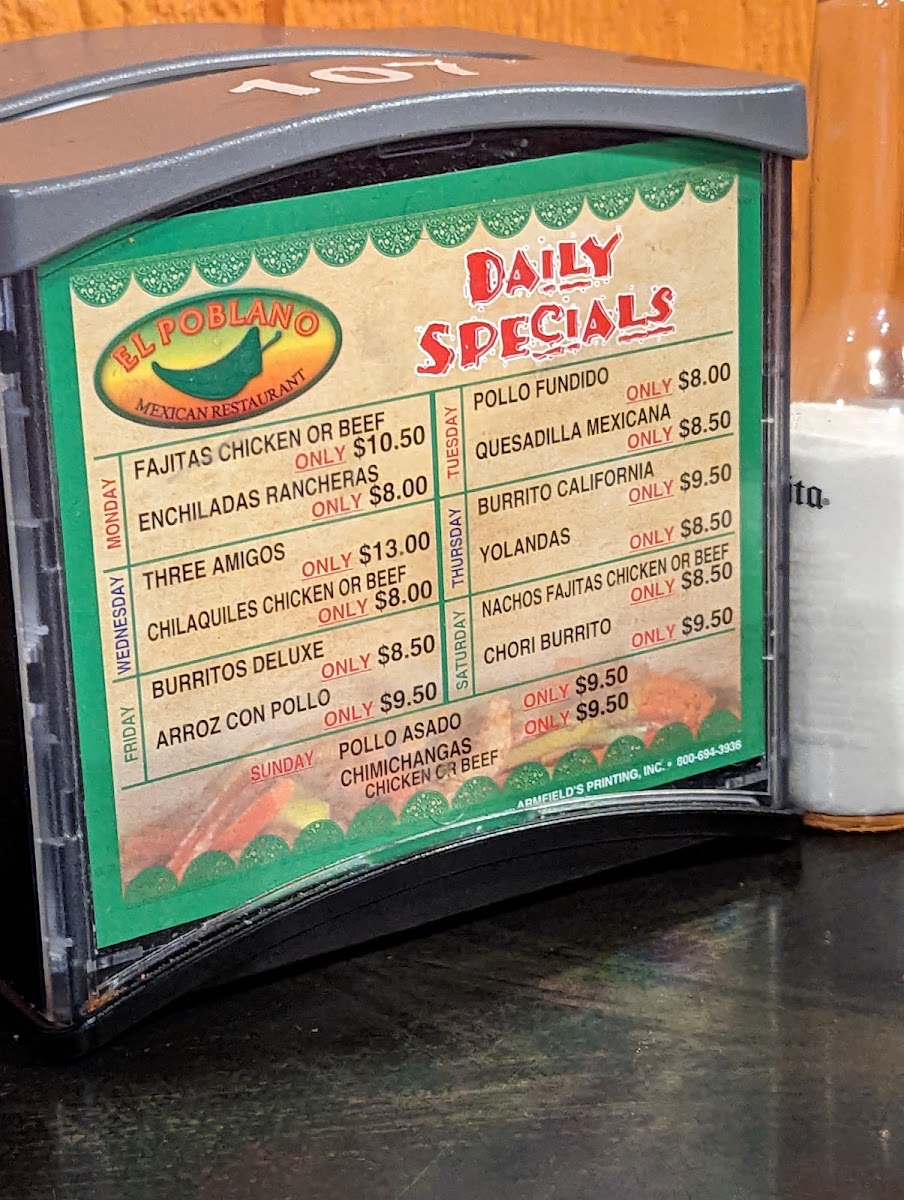 107
EL POBLANO
MEXICAN RESTAURANT
DAILY
SPECIALS
MONDAY
FAJITAS CHICKEN OR BEEF
ONLY $10.50
ENCHILADAS RANCHERAS
ONLY $8.00
TUESDAY
POLLO FUNDIDO
ONLY $8.00
QUESADILLA MEXICANA
ONLY $8.50
WEDNESDAY
THREE AMIGOS
ONLY $13.00
CHILAQUILES CHICKEN OR BEEF
ONLY $8.00
THURSDAY
BURRITO CALIFORNIA
ONLY $9.50
YOLANDAS
ONLY $8.50
FRIDAY
BURRITOS DELUXE
ONLY $8.50
ARROZ CON POLLO
ONLY $9.50
SATURDAY
NACHOS FAJITAS CHICKEN OR BEEF
ONLY $8.50
CHORI BURRITO
ONLY $9.50
SUNDAY
POLLO ASADO
ONLY $9.50
CHIMICHANGAS
ONLY $9.50
CHICKEN OR BEEF
ARMFIELD'S PRINTING, INC. • 800-694-3936